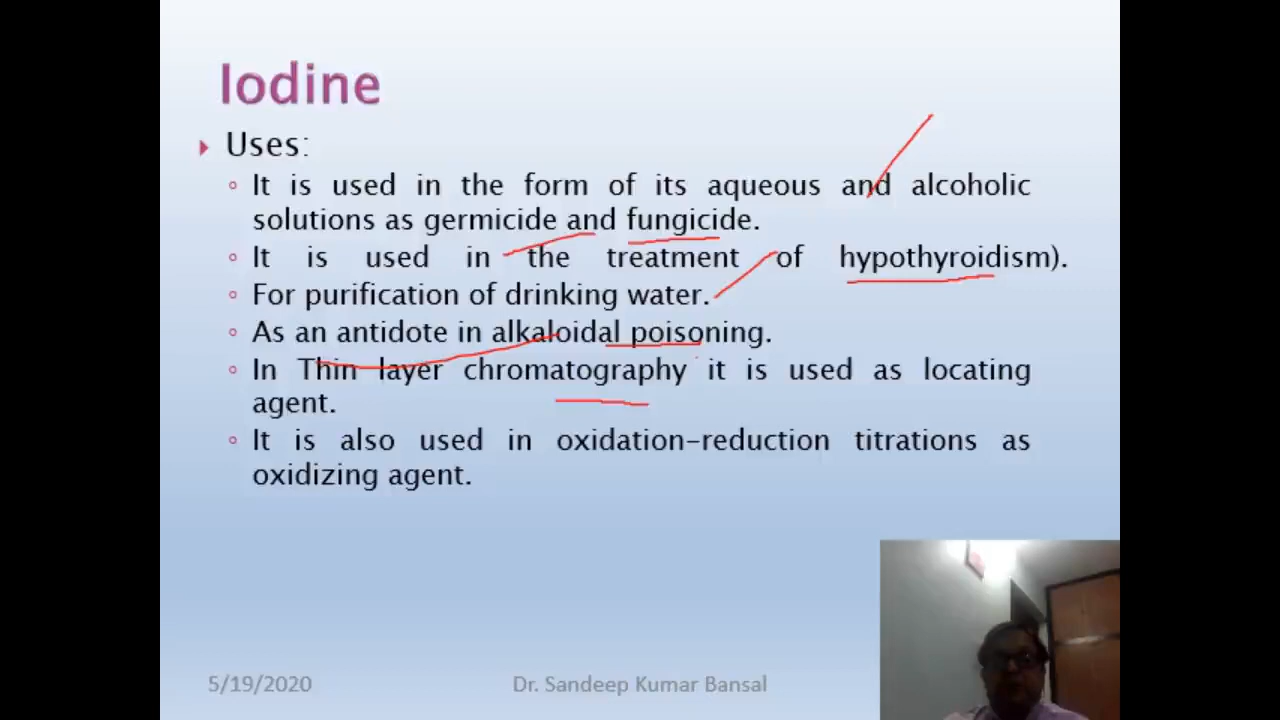 Iodine
Uses:
It is used in the form of its aqueous and alcoholic
solutions as germicide and fungicide.
It is used in the treatment of hypothyroidism).
For purification of drinking water.
As an antidote in alkaloidal poisoning.
In Thin layer chromatography it is used as locating
agent.
It is also used in oxidation-reduction titrations as
oxidizing agent.
5/19/2020
Dr. Sandeep Kumar Bansal